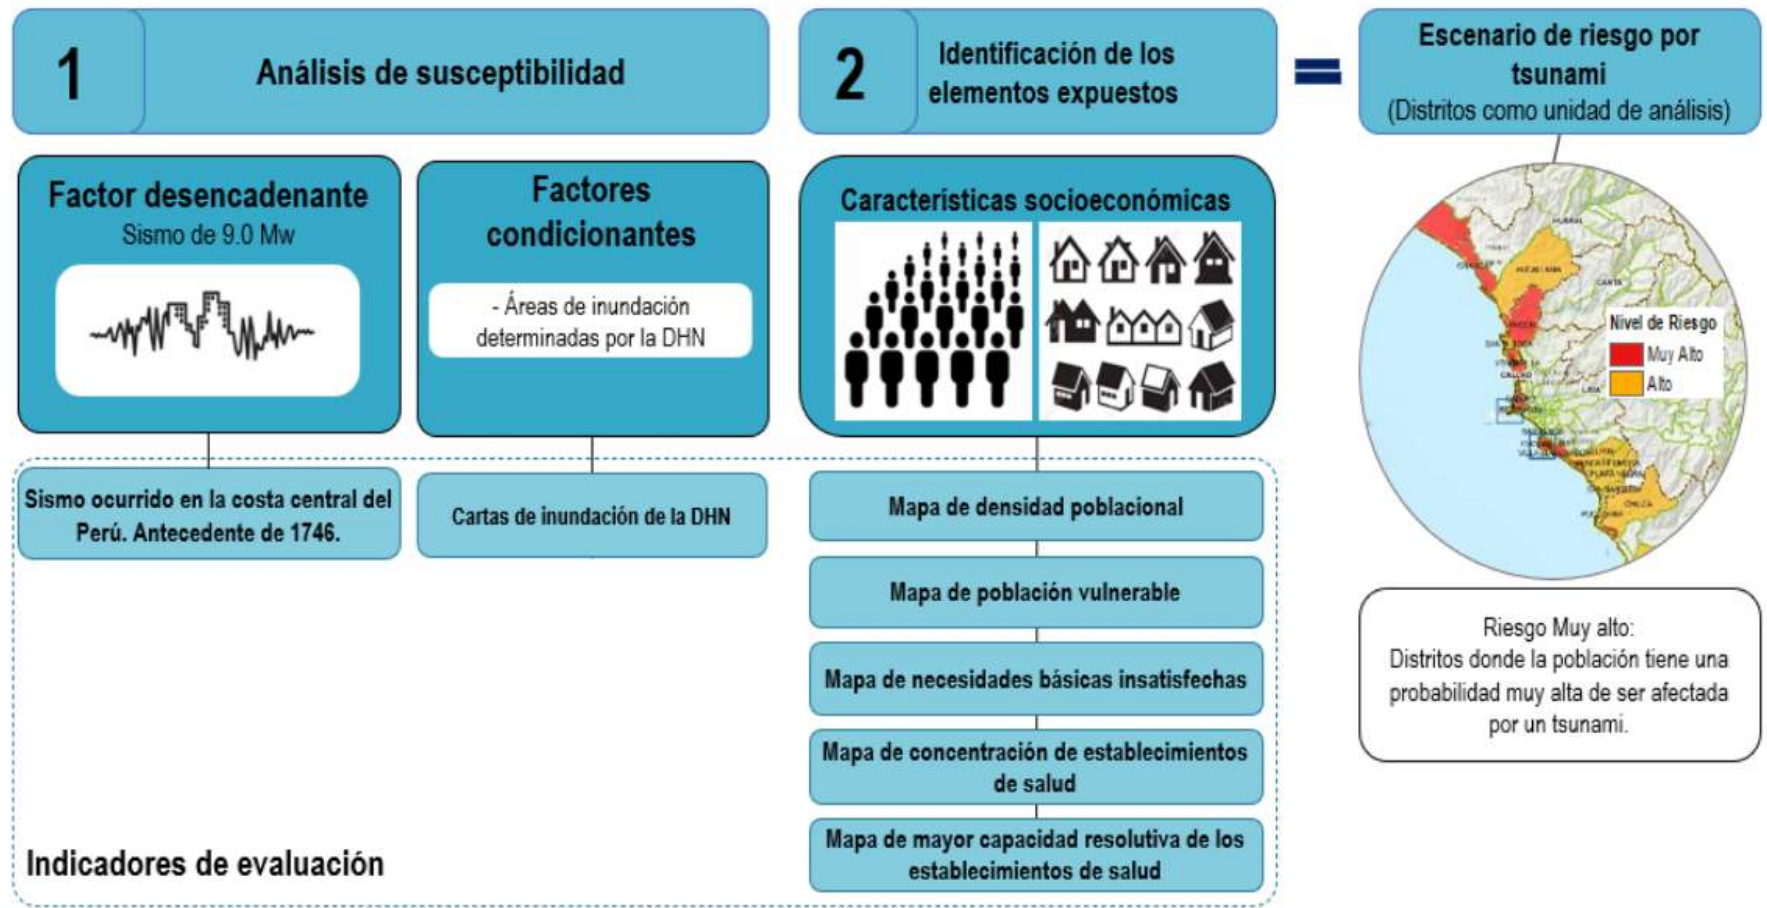 1
Análisis de susceptibilidad
2
Identificación de los
elementos expuestos
Escenario de riesgo por
tsunami
(Distritos como unidad de análisis)
Factor desencadenante
Sismo de 9.0 Mw
Factores
condicionantes
- Áreas de inundación
determinadas por la DHN
Características socioeconómicas
HUARAL
CANTA
Nivel de Riesgo
Muy Alto
Alto
CALLAO
LIMA
CHILCA
Sismo ocurrido en la costa central del
Perú. Antecedente de 1746.
Cartas de inundación de la DHN
Mapa de densidad poblacional
Mapa de población vulnerable
Mapa de necesidades básicas insatisfechas
Mapa de concentración de establecimientos
de salud
Mapa de mayor capacidad resolutiva de los
establecimientos de salud
Riesgo Muy alto:
Distritos donde la población tiene una
probabilidad muy alta de ser afectada
por un tsunami.
Indicadores de evaluación